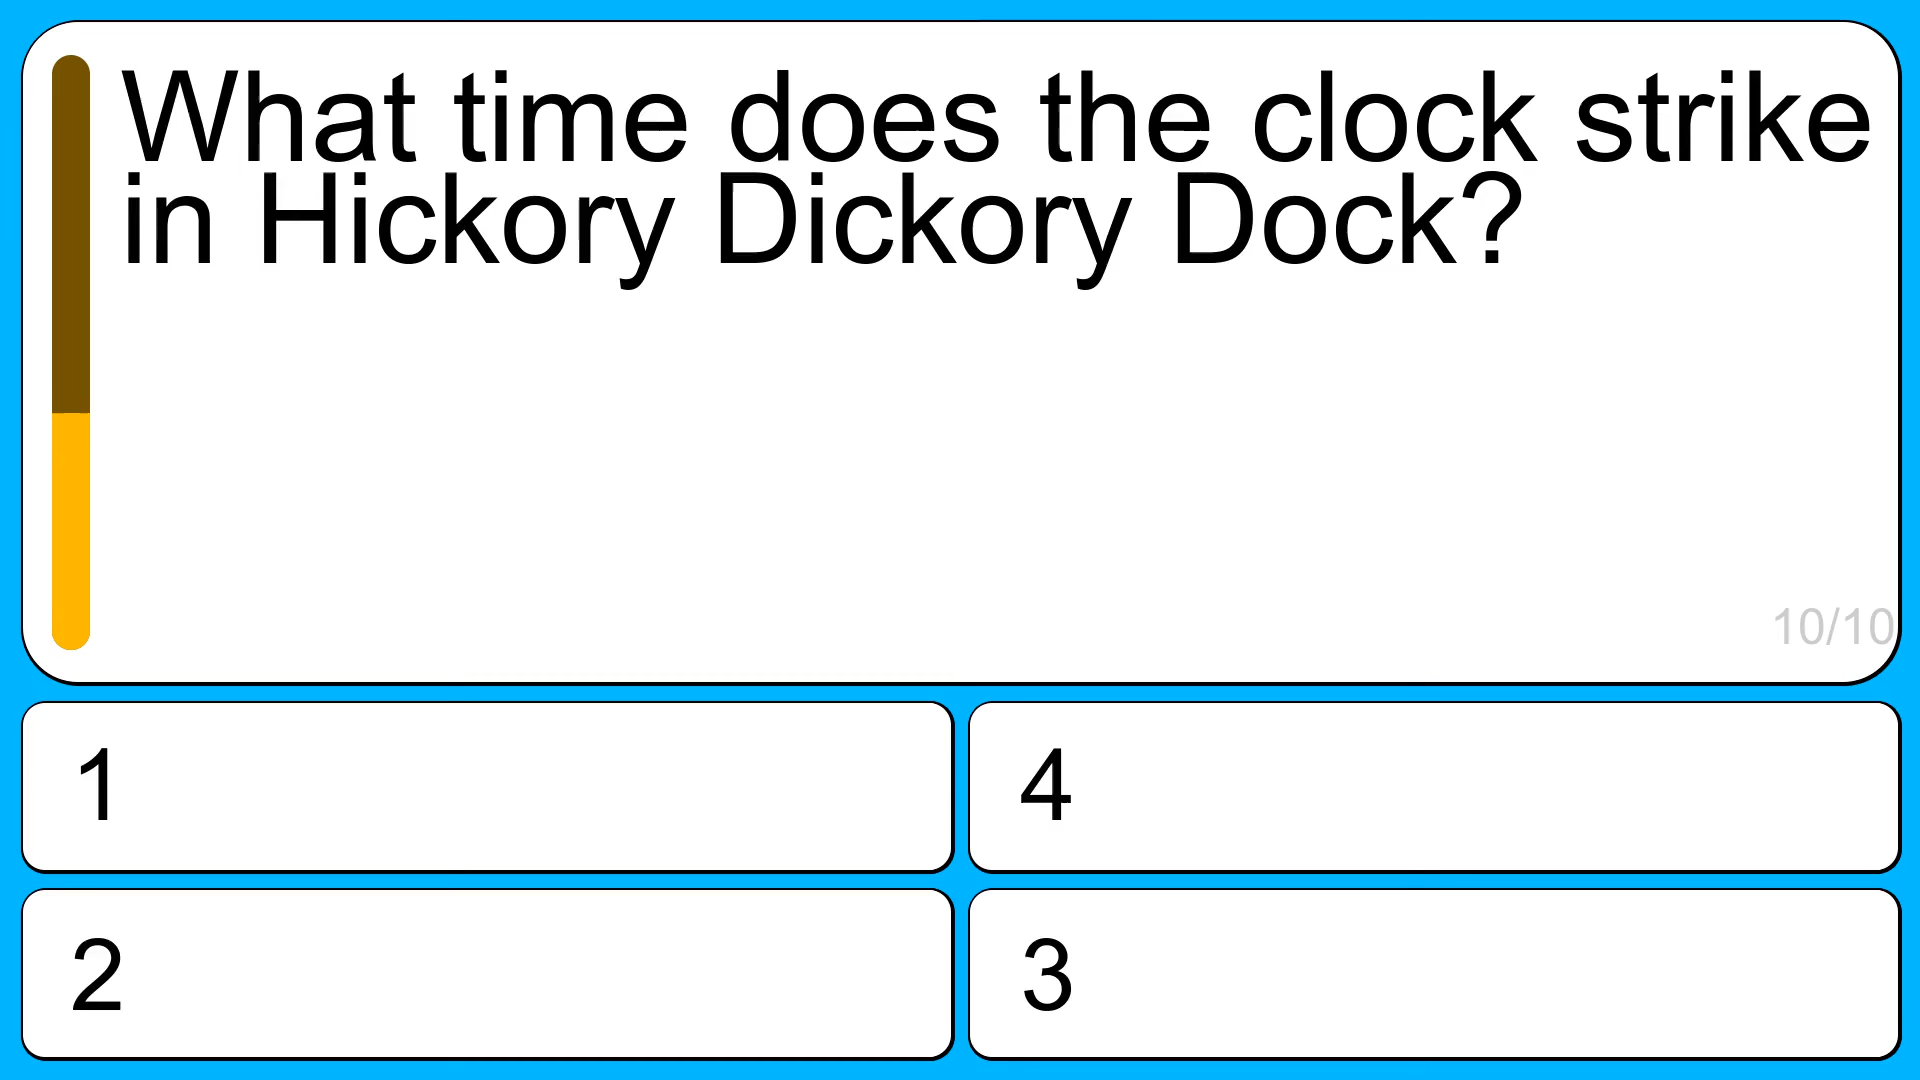 What time does the clock strike
in Hickory Dickory Dock?
10/10
1
4
2
3